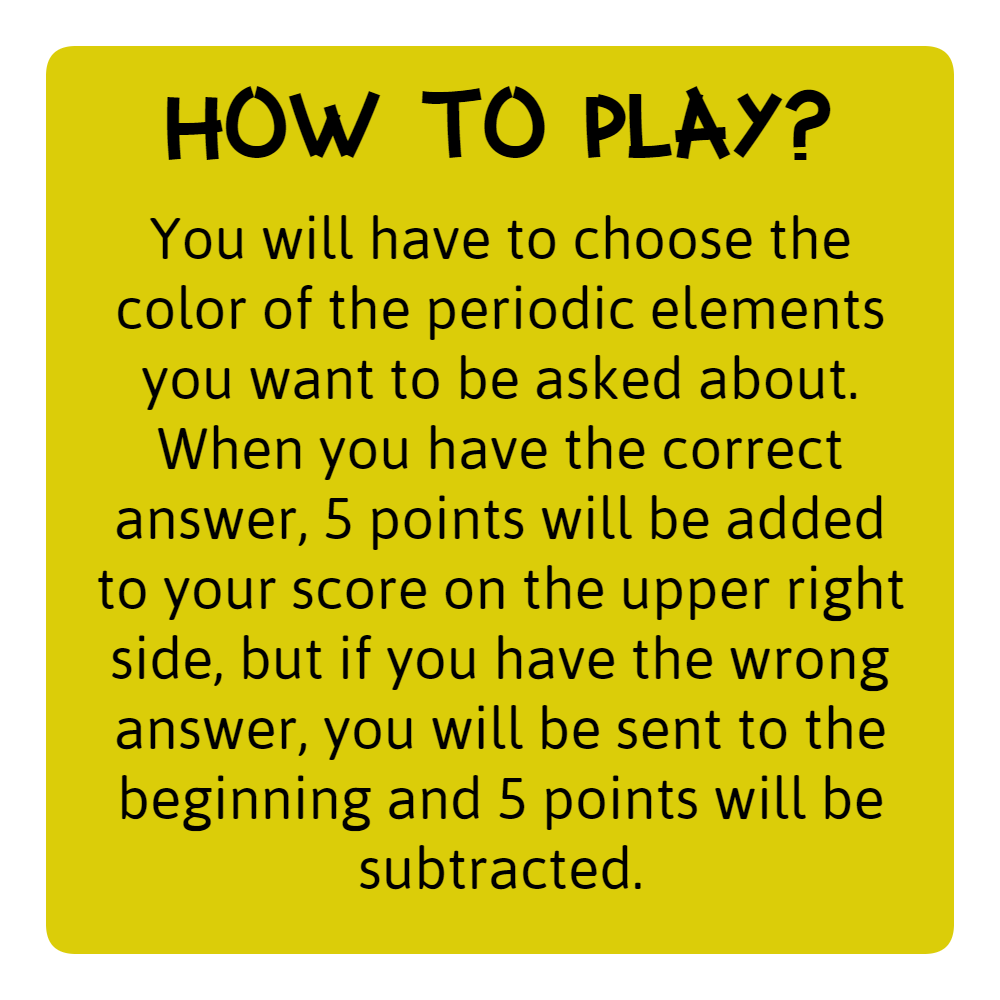 HOW TO PLAY?
You will have to choose the
color of the periodic elements
you want to be asked about.
When you have the correct
answer, 5 points will be added
to your score on the upper right
side, but if you have the wrong
answer, you will be sent to the
beginning and 5 points will be
subtracted.